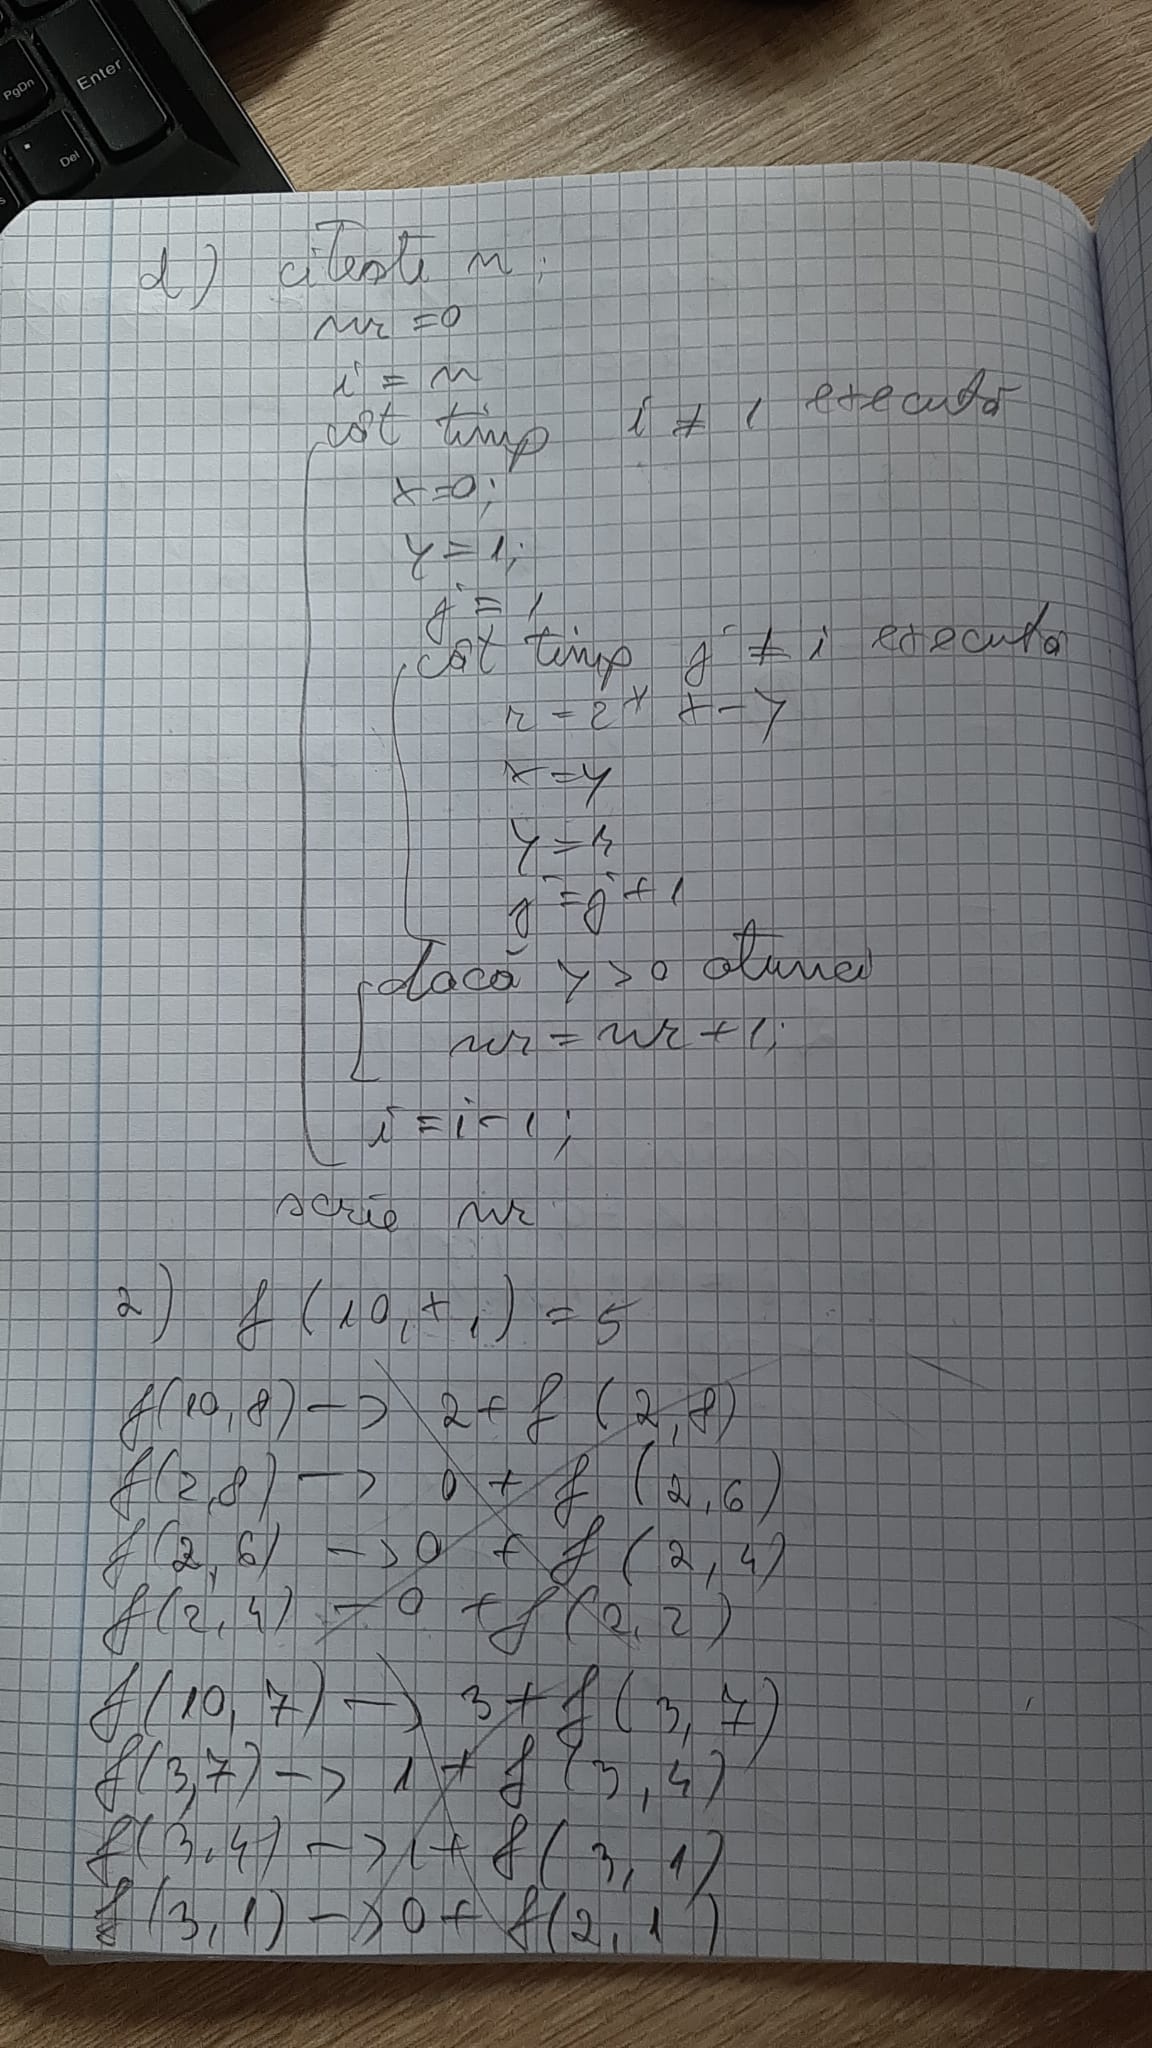 PgDn
Enter
Del
d) citește n;
nr=0
i = n
cât timp i ≠ 1 execută
x=0;
y=1;
j=1
cât timp j ≠ i execută
r=2*x-y
x=y
y=r
j=j+1
dacă y>0 atunci
nr=nr+1;
i=i-1;
scrie nr
2) f(10,x,) = 5
f(10,8)-> 2+f(2,8)
f(2,8)-> 0+f(2,6)
f(2,6)->0+f(2,4)
f(2,4)-0+f(2,2)
f(10,7)-> 3+f(3,7)
f(3,7)-> 1+f(3,4)
f(3,4)->1+f(3,1)
f(3,1)->0+f(2,1)